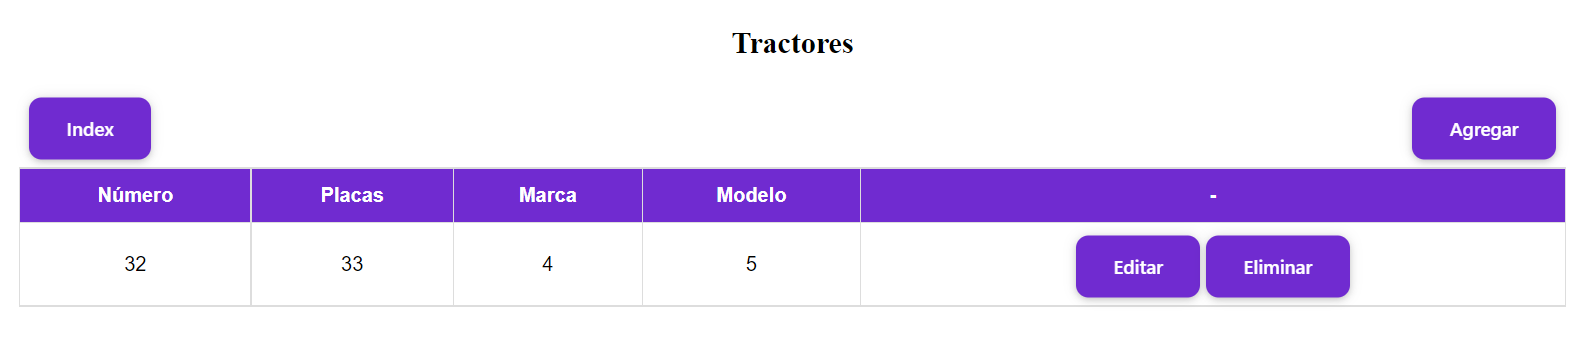 Tractores
Index Agregar
Número Placas Marca Modelo -
32 33 4 5 Editar Eliminar